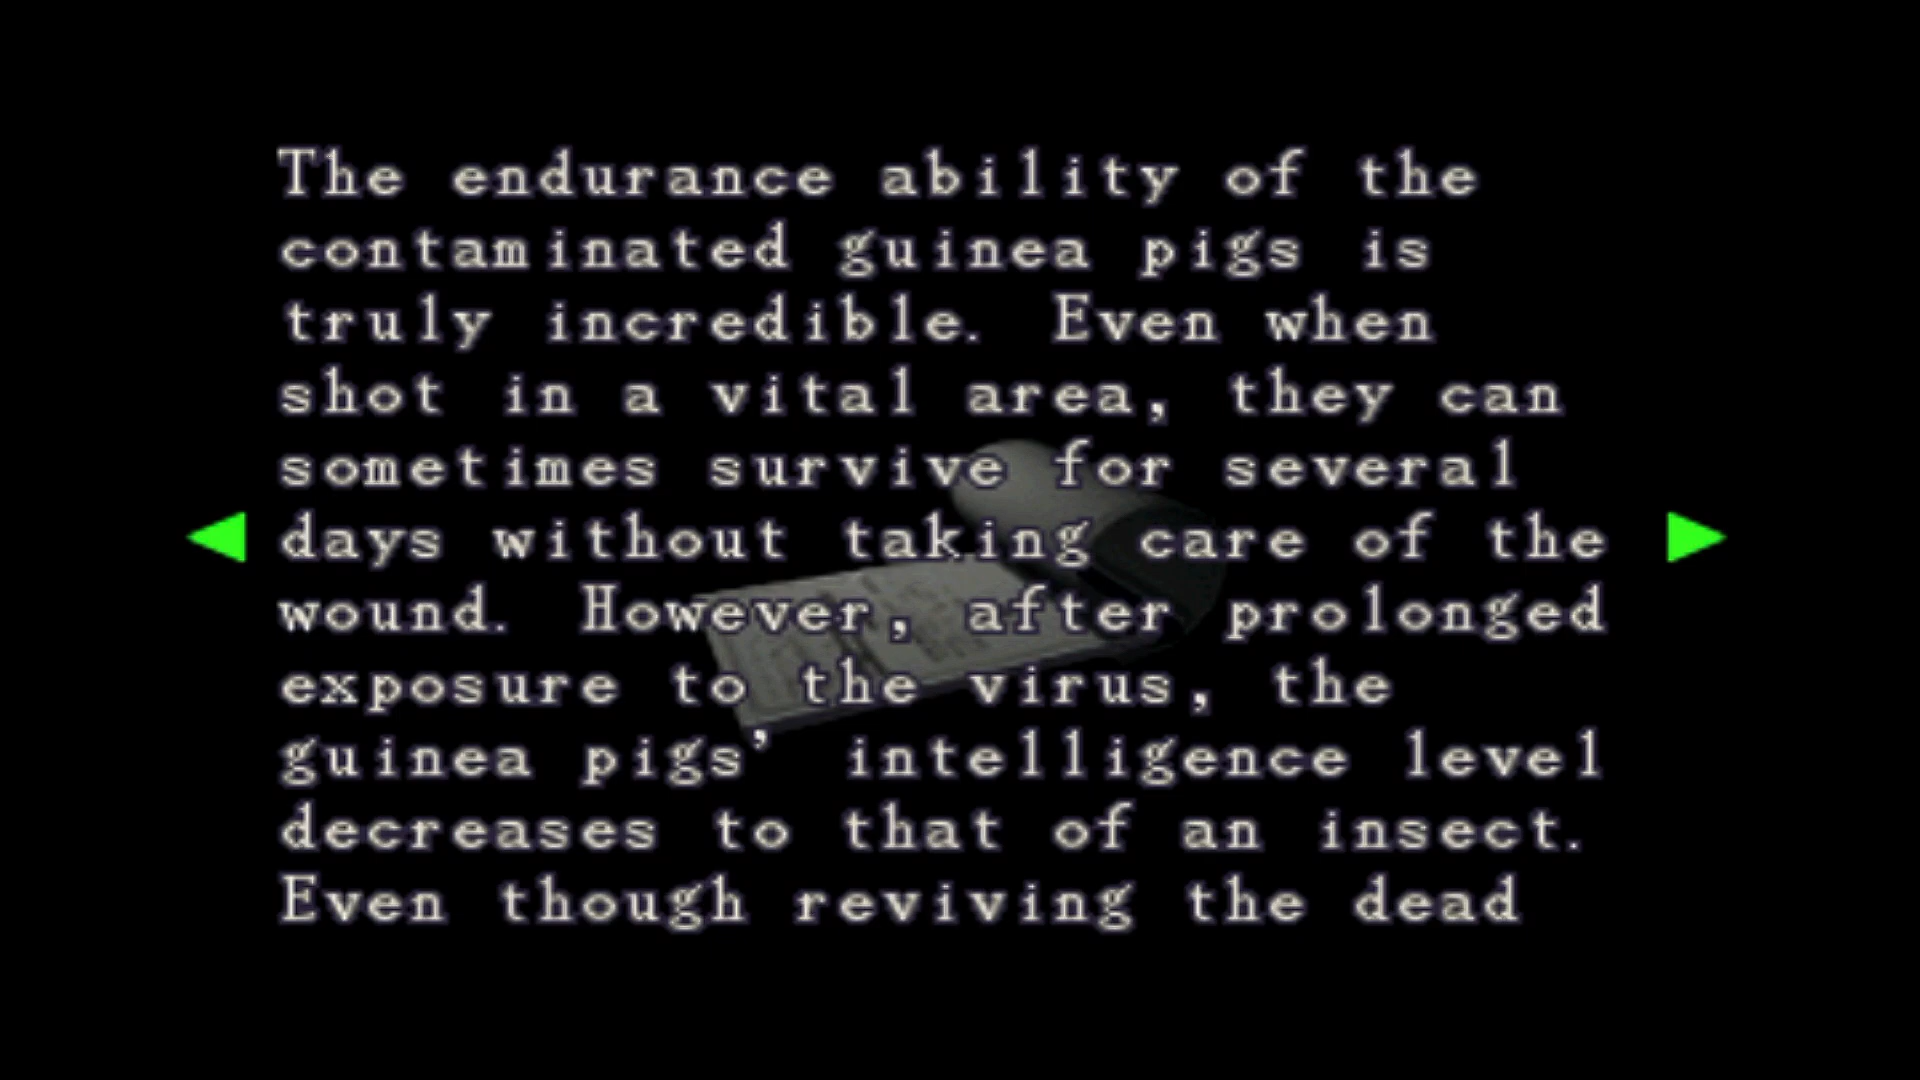 The endurance ability of the
contaminated guinea pigs is
truly incredible. Even when
shot in a vital area, they can
sometimes survive for several
days without taking care of the
wound. However, after prolonged
exposure to the virus, the
guinea pigs' intelligence level
decreases to that of an insect.
Even though reviving the dead